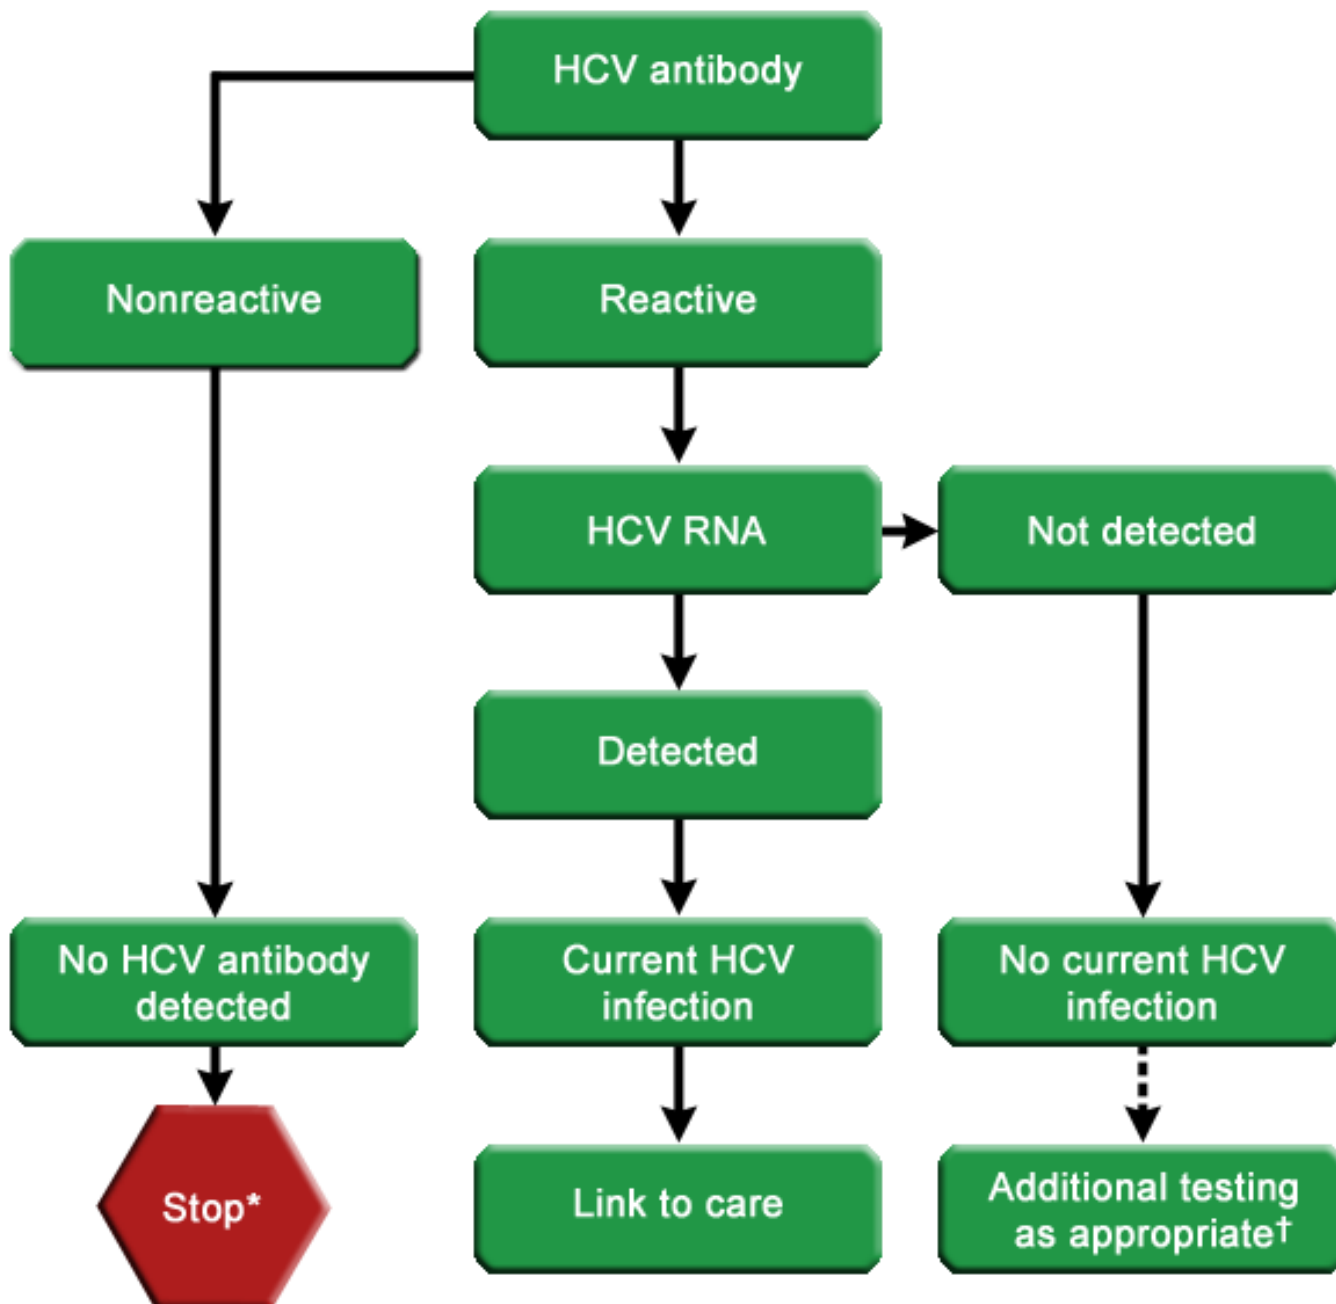 HCV antibody
Nonreactive
Reactive
HCV RNA
Not detected
Detected
No HCV antibody
detected
Current HCV
infection
No current HCV
infection
Stop*
Link to care
Additional testing
as appropriate†